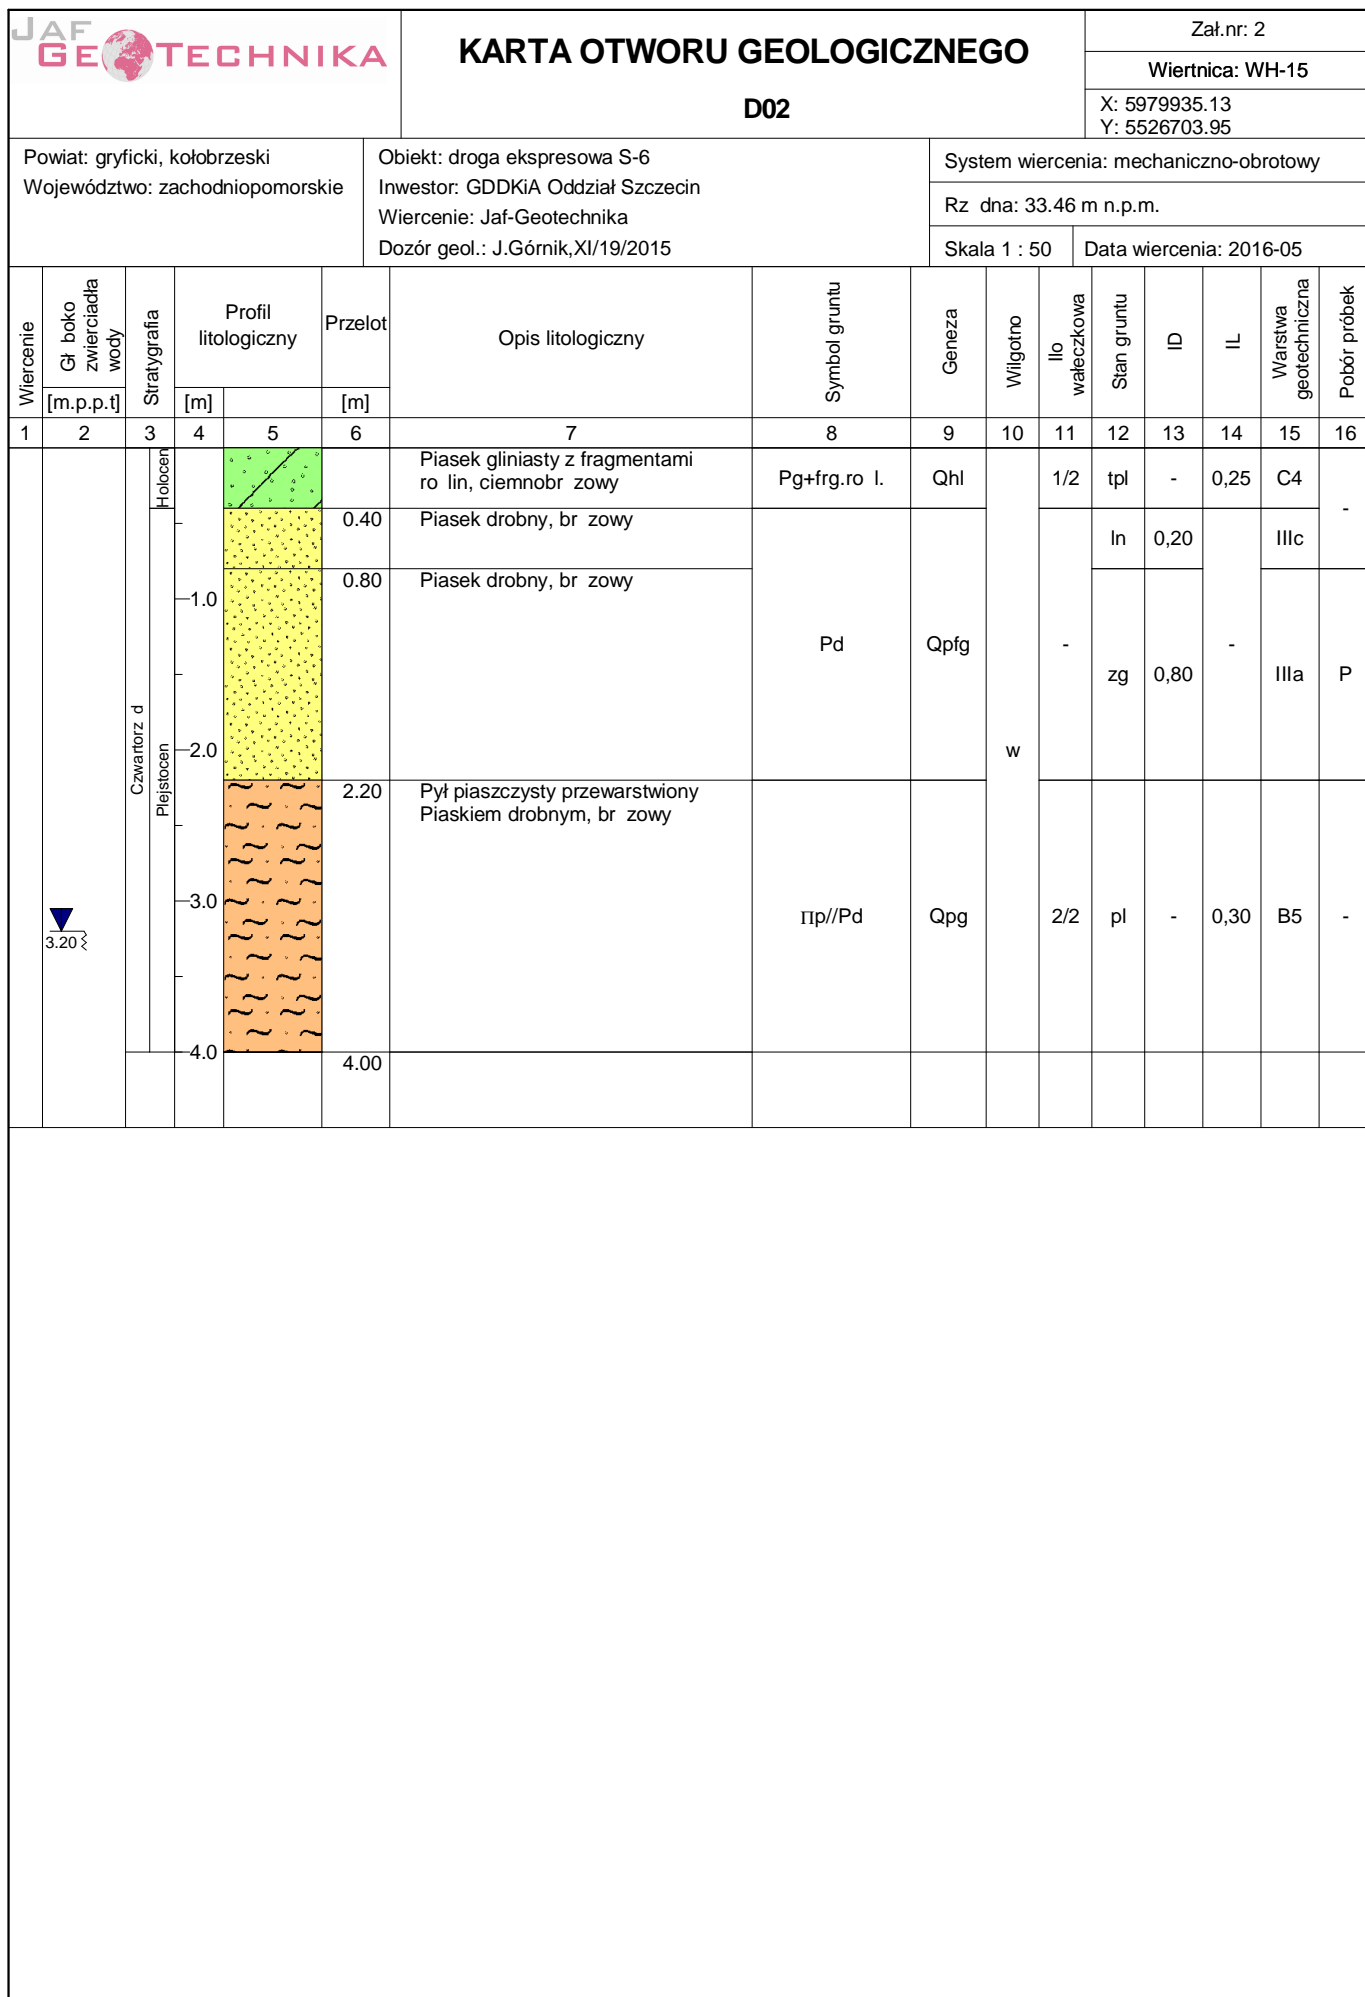 JAF
GEOTECHNIKA
KARTA OTWORU GEOLOGICZNEGO
D02
Zał.nr: 2
Wiertnica: WH-15
X: 5979935.13
Y: 5526703.95
Powiat: gryficki, kołobrzeski
Województwo: zachodniopomorskie
Obiekt: droga ekspresowa S-6
Inwestor: GDDKiA Oddział Szczecin
Wiercenie: Jaf-Geotechnika
Dozór geol.: J.Górnik,XI/19/2015
System wiercenia: mechaniczno-obrotowy
Rz dna: 33.46 m n.p.m.
Skala 1 : 50
Data wiercenia: 2016-05
Wiercenie
Gł boko
zwierciadła
wody
[m.p.p.t]
Stratygrafia
Profil
litologiczny
[m]
Przelot
[m]
Opis litologiczny
Symbol gruntu
Geneza
Wilgotno
Ilo
wałeczkowa
Stan gruntu
ID
IL
Warstwa
geotechniczna
Pobór próbek
1 2 3 4 5 6 7 8 9 10 11 12 13 14 15 16
Holocen
Piasek gliniasty z fragmentami
ro lin, ciemnobr zowy
Pg+frg.ro l.
Qhl
1/2
tpl
-
0,25
C4
-
0.40
Piasek drobny, br zowy
ln
0,20
IIIc
0.80
Piasek drobny, br zowy
1.0
Pd
Qpfg
-
zg
0,80
-
IIIa
P
Czwartorz d
Plejstocen
2.0
w
2.20
Pył piaszczysty przewarstwiony
Piaskiem drobnym, br zowy
3.0
3.20
Πp//Pd
Qpg
2/2
pl
-
0,30
B5
-
4.0
4.00